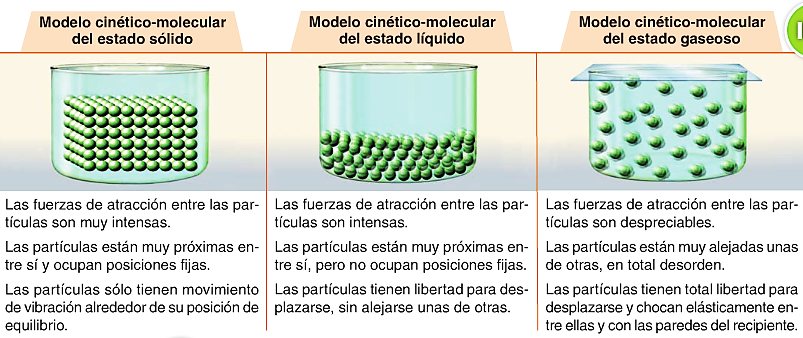 Modelo cinético-molecular
del estado sólido
Modelo cinético-molecular
del estado líquido
Modelo cinético-molecular
del estado gaseoso
Las fuerzas de atracción entre las par-
tículas son muy intensas.
Las partículas están muy próximas en-
tre sí y ocupan posiciones fijas.
Las partículas sólo tienen movimiento
de vibración alrededor de su posición de
equilibrio.
Las fuerzas de atracción entre las par-
tículas son intensas.
Las partículas están muy próximas en-
tre sí, pero no ocupan posiciones fijas.
Las partículas tienen libertad para des-
plazarse, sin alejarse unas de otras.
Las fuerzas de atracción entre las par-
tículas son despreciables.
Las partículas están muy alejadas unas
de otras, en total desorden.
Las partículas tienen total libertad para
desplazarse y chocan elásticamente en-
tre ellas y con las paredes del recipiente.